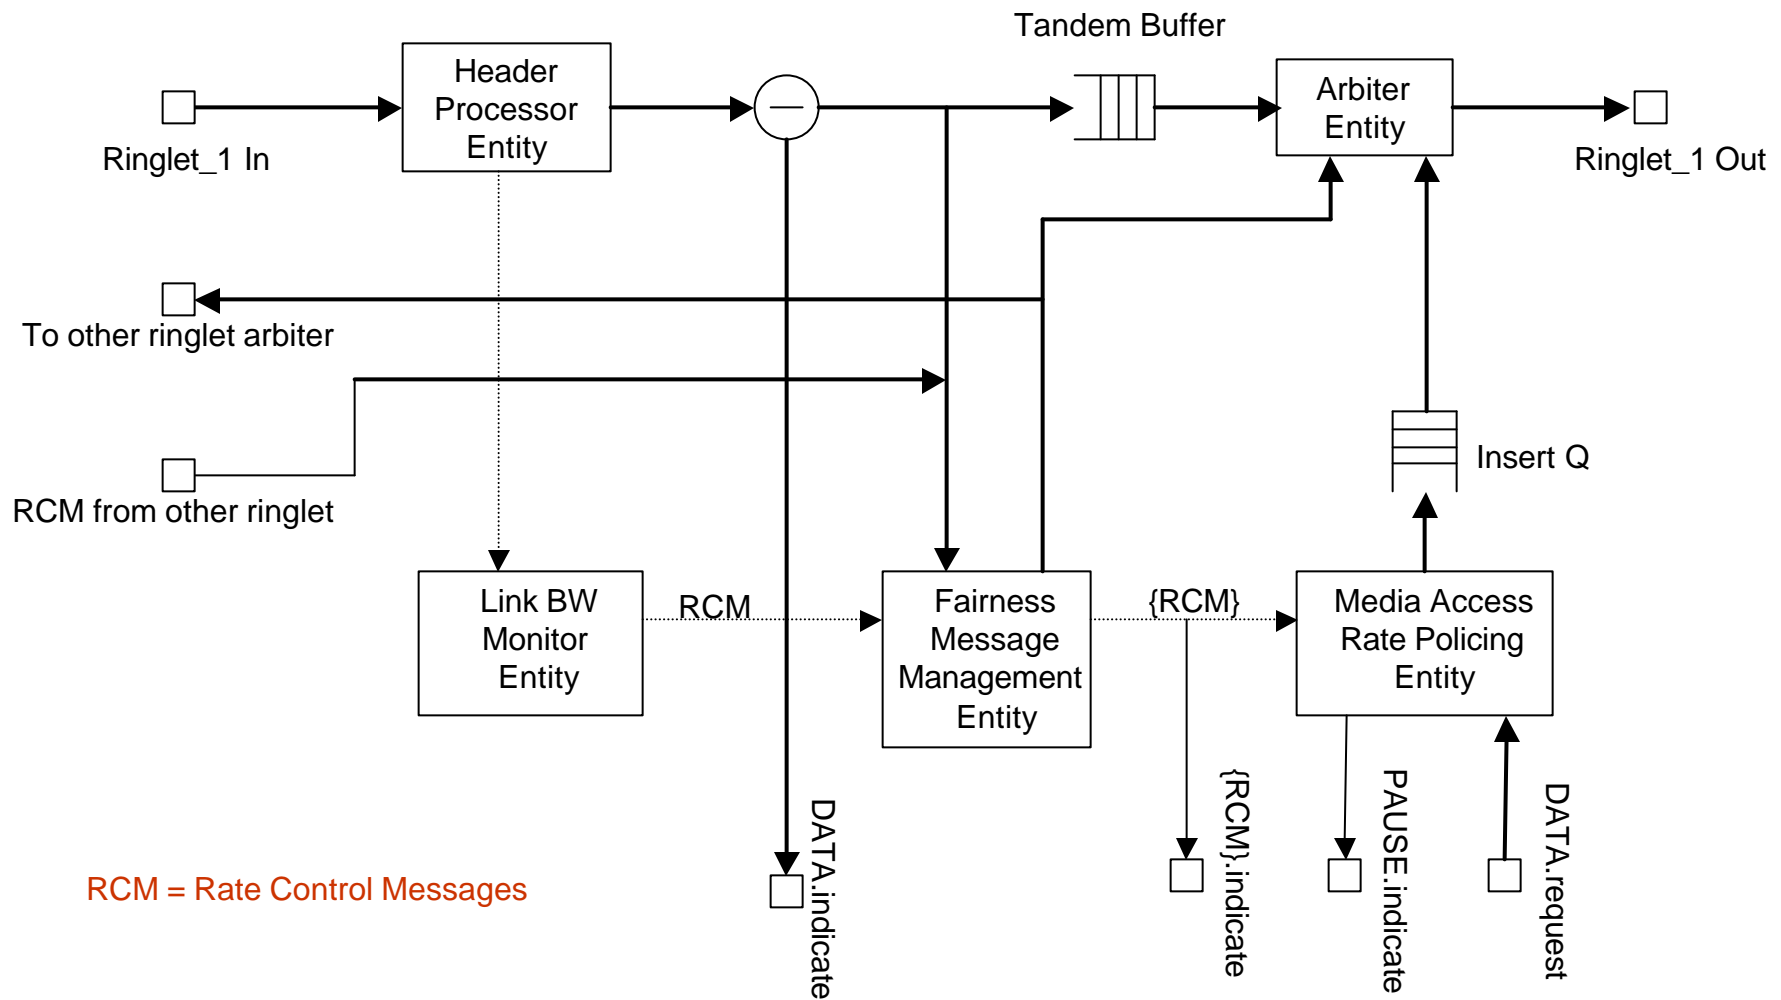 Tandem Buffer
Header
Processor
Entity
Arbiter
Entity
Ringlet_1 In
Ringlet_1 Out
To other ringlet arbiter
Insert Q
RCM from other ringlet
Link BW
Monitor
Entity
RCM
Fairness
Message
Management
Entity
{RCM}
Media Access
Rate Policing
Entity
DATA.indicate
{RCM}.indicate
PAUSE.indicate
DATA.request
RCM = Rate Control Messages